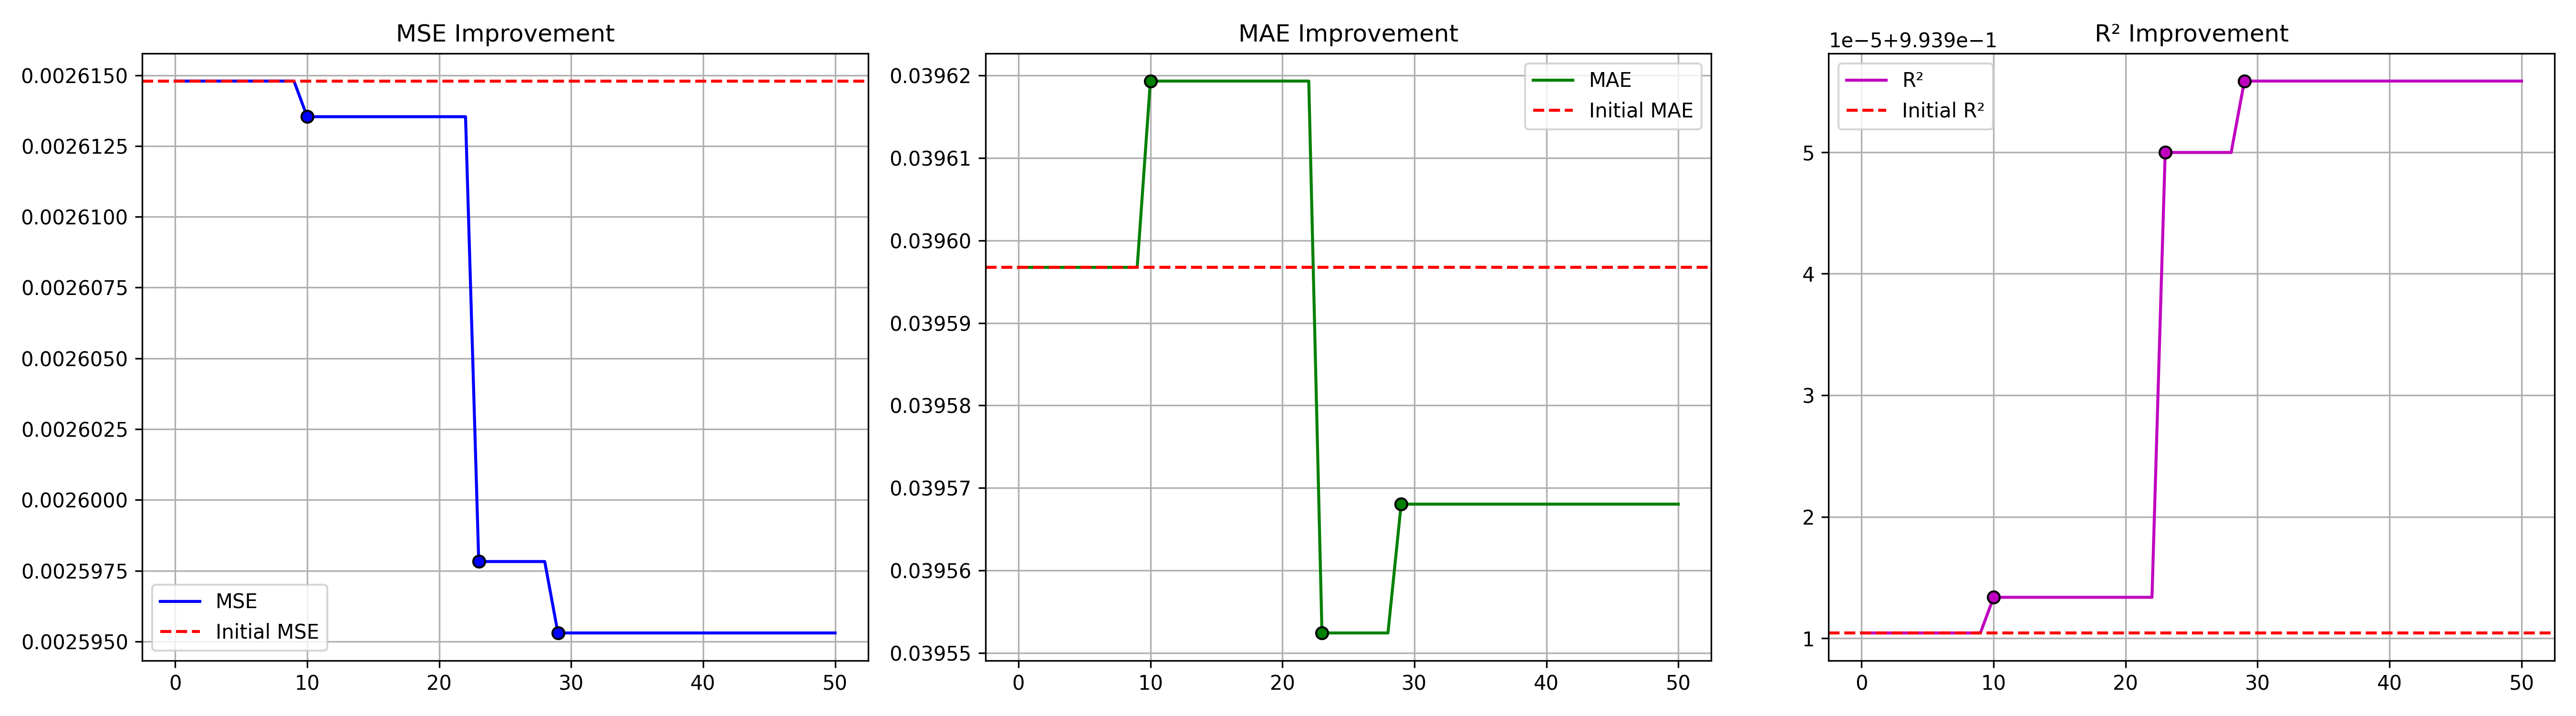 MSE Improvement
0.0026150
0.0026125
0.0026100
0.0026075
0.0026050
0.0026025
0.0026000
0.0025975
0.0025950
MSE
Initial MSE
0 10 20 30 40 50
MAE Improvement
0.03962
0.03961
0.03960
0.03959
0.03958
0.03957
0.03956
0.03955
MAE
Initial MAE
0 10 20 30 40 50
R² Improvement
1e−5+9.939e−1
R²
Initial R²
5
4
3
2
1
0 10 20 30 40 50